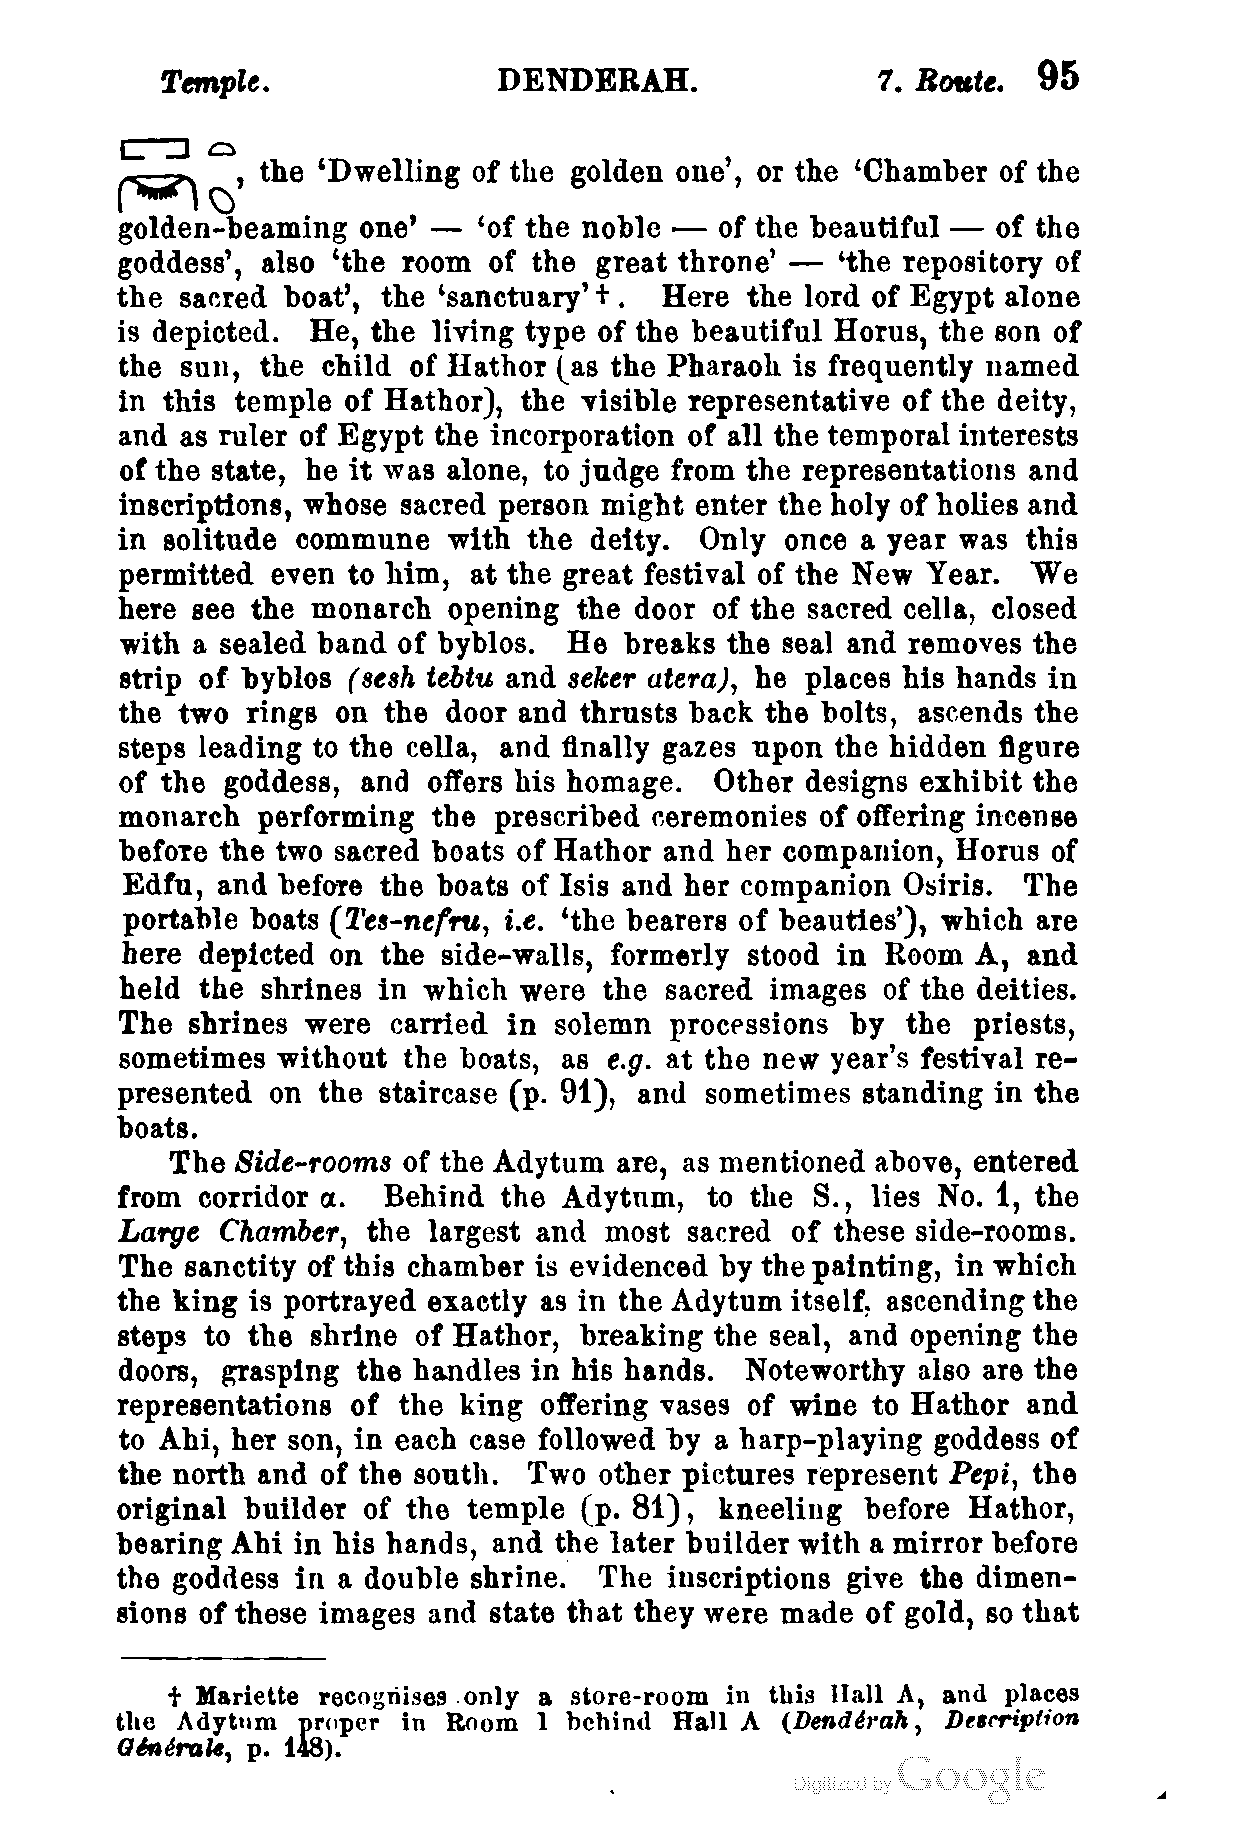 Temple. DENDERAH. 7. Route. 95
, the ‘Dwelling of the golden one’, or the ‘Chamber of the
golden-beaming one’ — ‘of the noble — of the beautiful — of the
goddess’, also ‘the room of the great throne’ — ‘the repository of
the sacred boat’, the ‘sanctuary’ †. Here the lord of Egypt alone
is depicted. He, the living type of the beautiful Horus, the son of
the sun, the child of Hathor (as the Pharaoh is frequently named
in this temple of Hathor), the visible representative of the deity,
and as ruler of Egypt the incorporation of all the temporal interests
of the state, he it was alone, to judge from the representations and
inscriptions, whose sacred person might enter the holy of holies and
in solitude commune with the deity. Only once a year was this
permitted even to him, at the great festival of the New Year. We
here see the monarch opening the door of the sacred cella, closed
with a sealed band of byblos. He breaks the seal and removes the
strip of byblos (sesh tebtu and seker atera), he places his hands in
the two rings on the door and thrusts back the bolts, ascends the
steps leading to the cella, and finally gazes upon the hidden figure
of the goddess, and offers his homage. Other designs exhibit the
monarch performing the prescribed ceremonies of offering incense
before the two sacred boats of Hathor and her companion, Horus of
Edfu, and before the boats of Isis and her companion Osiris. The
portable boats (Tes-nefru, i.e. ‘the bearers of beauties’), which are
here depicted on the side-walls, formerly stood in Room A, and
held the shrines in which were the sacred images of the deities.
The shrines were carried in solemn processions by the priests,
sometimes without the boats, as e.g. at the new year’s festival re-
presented on the staircase (p. 91), and sometimes standing in the
boats.
The Side-rooms of the Adytum are, as mentioned above, entered
from corridor a. Behind the Adytum, to the S., lies No. 1, the
Large Chamber, the largest and most sacred of these side-rooms.
The sanctity of this chamber is evidenced by the painting, in which
the king is portrayed exactly as in the Adytum itself, ascending the
steps to the shrine of Hathor, breaking the seal, and opening the
doors, grasping the handles in his hands. Noteworthy also are the
representations of the king offering vases of wine to Hathor and
to Ahi, her son, in each case followed by a harp-playing goddess of
the north and of the south. Two other pictures represent Pepi, the
original builder of the temple (p. 81), kneeling before Hathor,
bearing Ahi in his hands, and the later builder with a mirror before
the goddess in a double shrine. The inscriptions give the dimen-
sions of these images and state that they were made of gold, so that
† Mariette recognises only a store-room in this Hall A, and places
the Adytum proper in Room 1 behind Hall A (Dendérah, Description
Générale, p. 148).
Digitized by Google